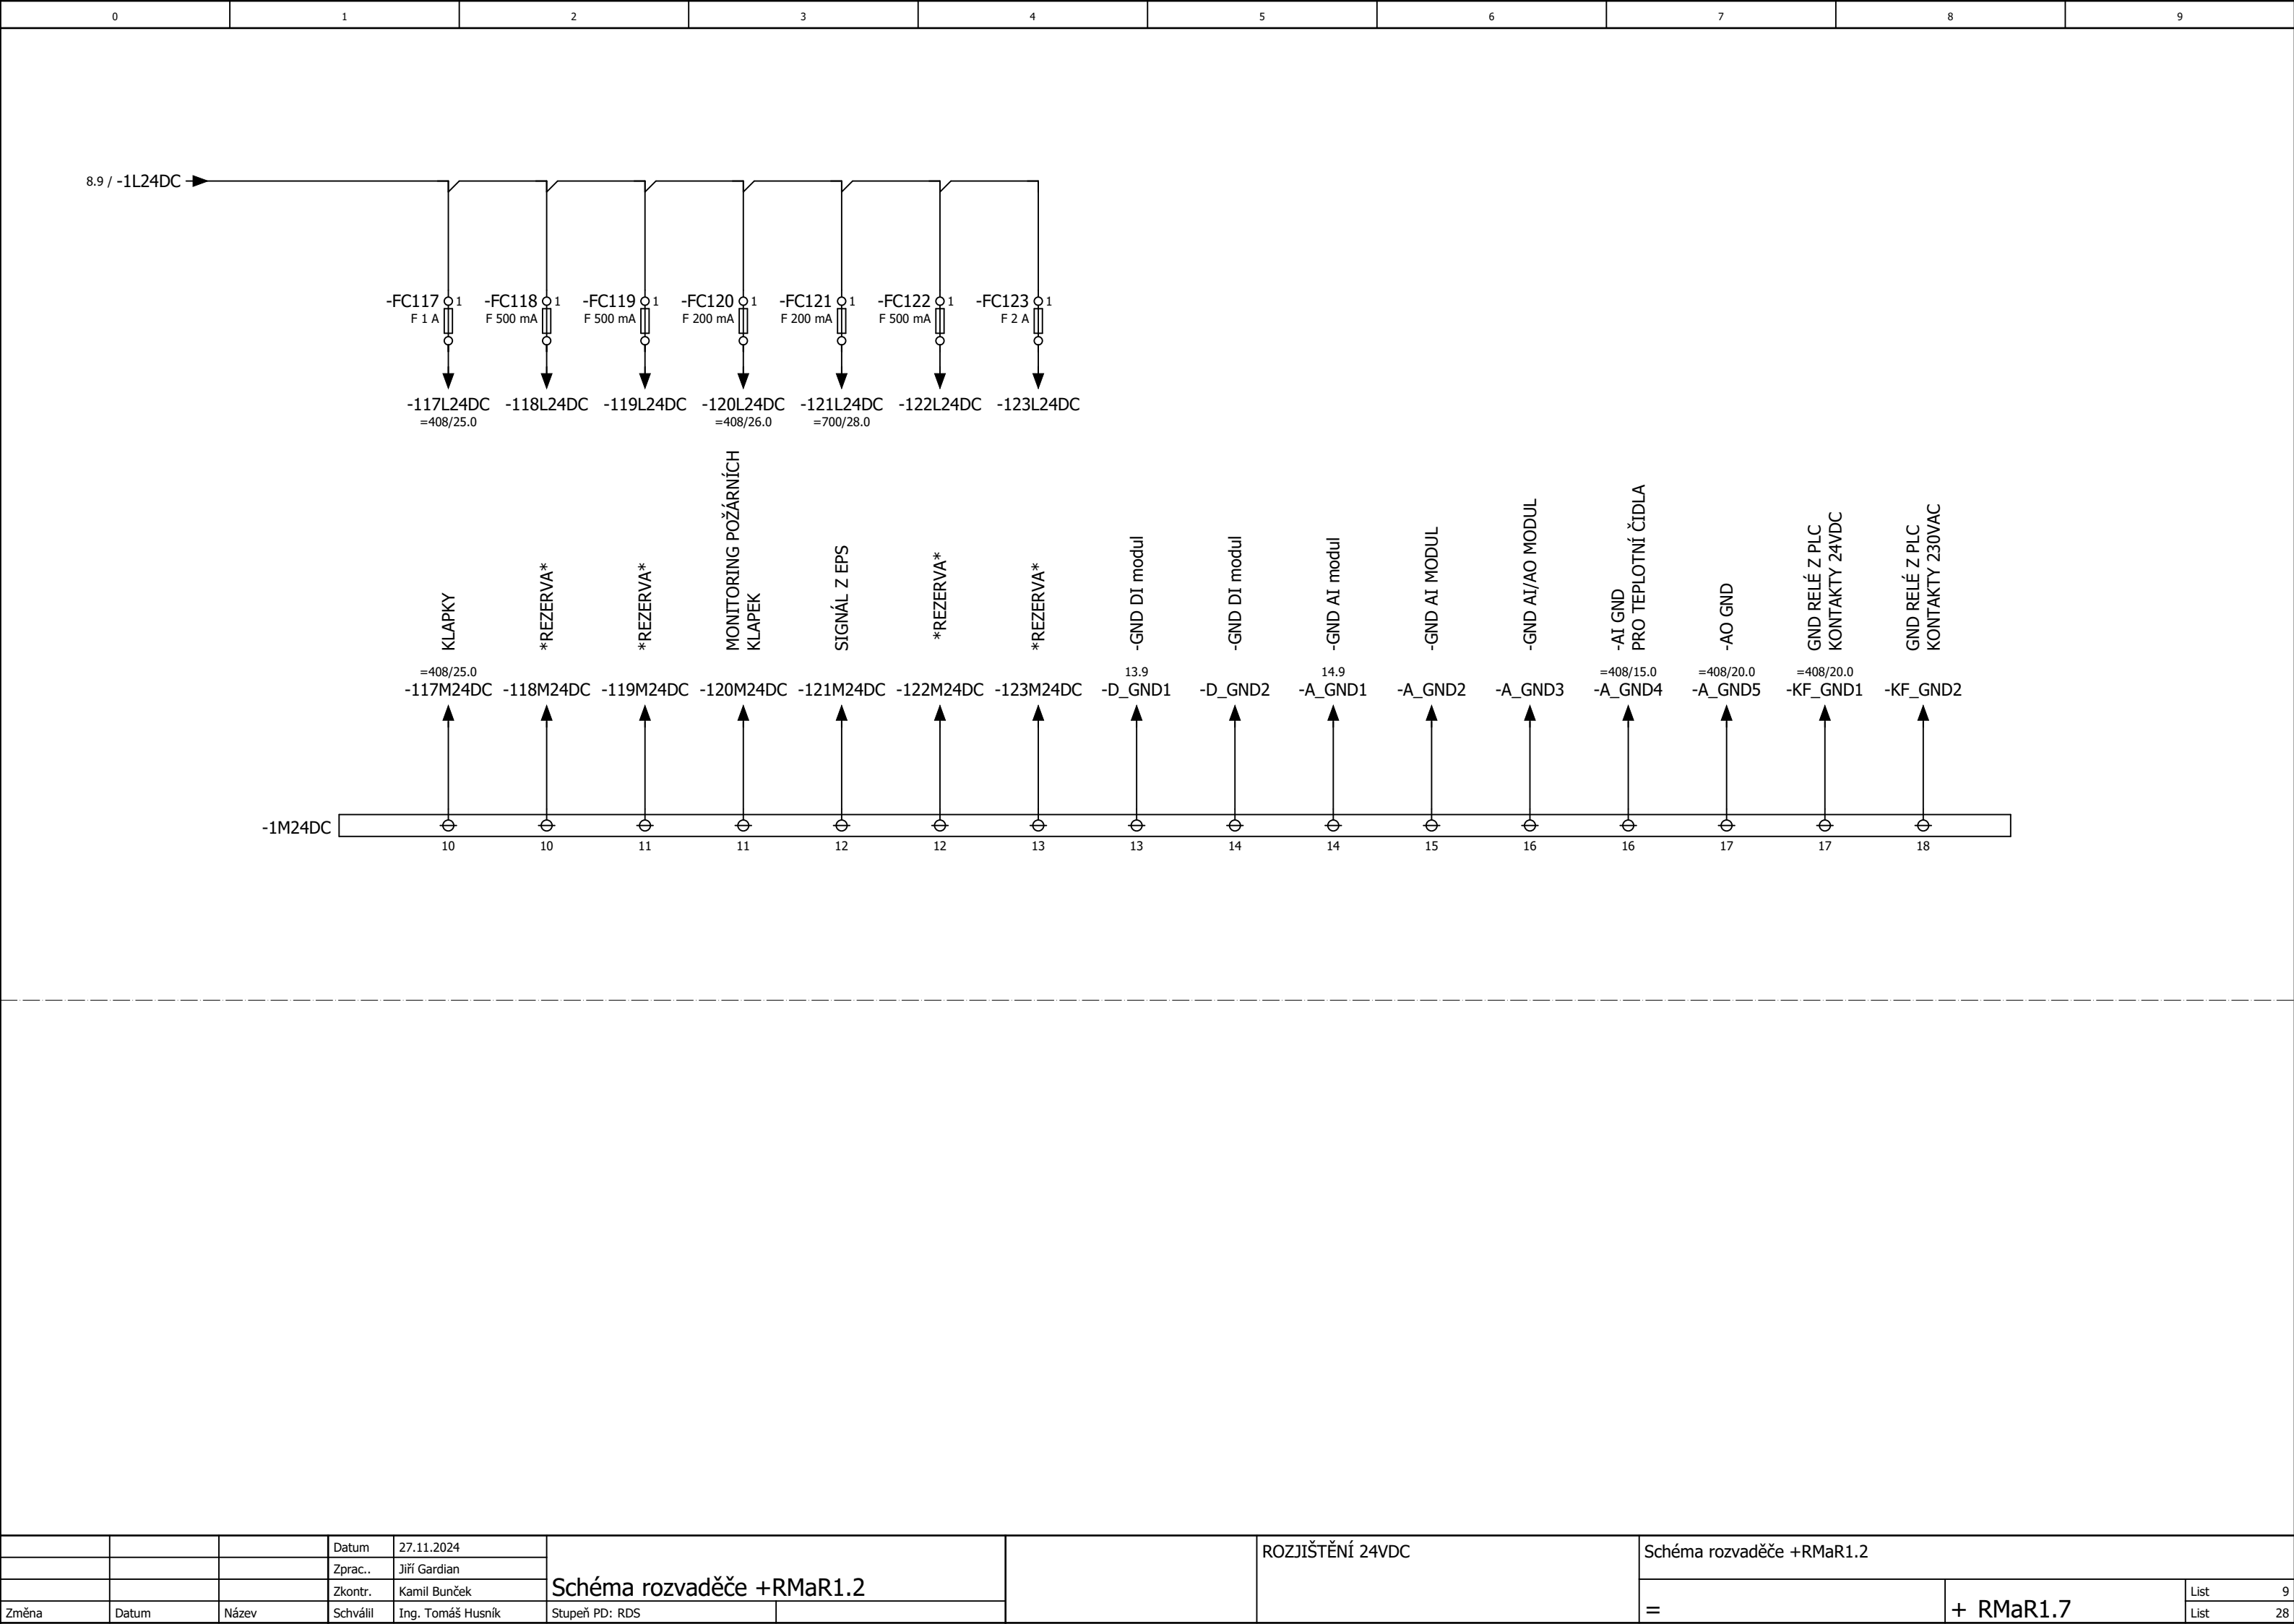 0 1 2 3 4 5 6 7 8 9
8.9 / -1L24DC
-FC117 1 -FC118 1 -FC119 1 -FC120 1 -FC121 1 -FC122 1 -FC123 1
F 1 A F 500 mA F 500 mA F 200 mA F 200 mA F 500 mA F 2 A
-117L24DC -118L24DC -119L24DC -120L24DC -121L24DC -122L24DC -123L24DC
=408/25.0 =408/26.0 =700/28.0
KLAPKY
*REZERVA*
*REZERVA*
MONITORING POŽÁRNÍCH
KLAPEK
SIGNÁL Z EPS
*REZERVA*
*REZERVA*
-GND DI modul
-GND DI modul
-GND AI modul
-GND AI MODUL
-GND AI/AO MODUL
-AI GND
PRO TEPLOTNÍ ČIDLA
-AO GND
GND RELÉ Z PLC
KONTAKTY 24VDC
GND RELÉ Z PLC
KONTAKTY 230VAC
=408/25.0 13.9 14.9 =408/15.0 =408/20.0 =408/20.0
-117M24DC -118M24DC -119M24DC -120M24DC -121M24DC -122M24DC -123M24DC -D_GND1 -D_GND2 -A_GND1 -A_GND2 -A_GND3 -A_GND4 -A_GND5 -KF_GND1 -KF_GND2
-1M24DC
10 10 11 11 12 12 13 13 14 14 15 16 16 17 17 18
Datum 27.11.2024
Zprac.. Jiří Gardian
Zkontr. Kamil Bunček
Změna Datum Název Schválil Ing. Tomáš Husník
Schéma rozvaděče +RMaR1.2
Stupeň PD: RDS
ROZJIŠTĚNÍ 24VDC
Schéma rozvaděče +RMaR1.2
= + RMaR1.7
List 9
List 28